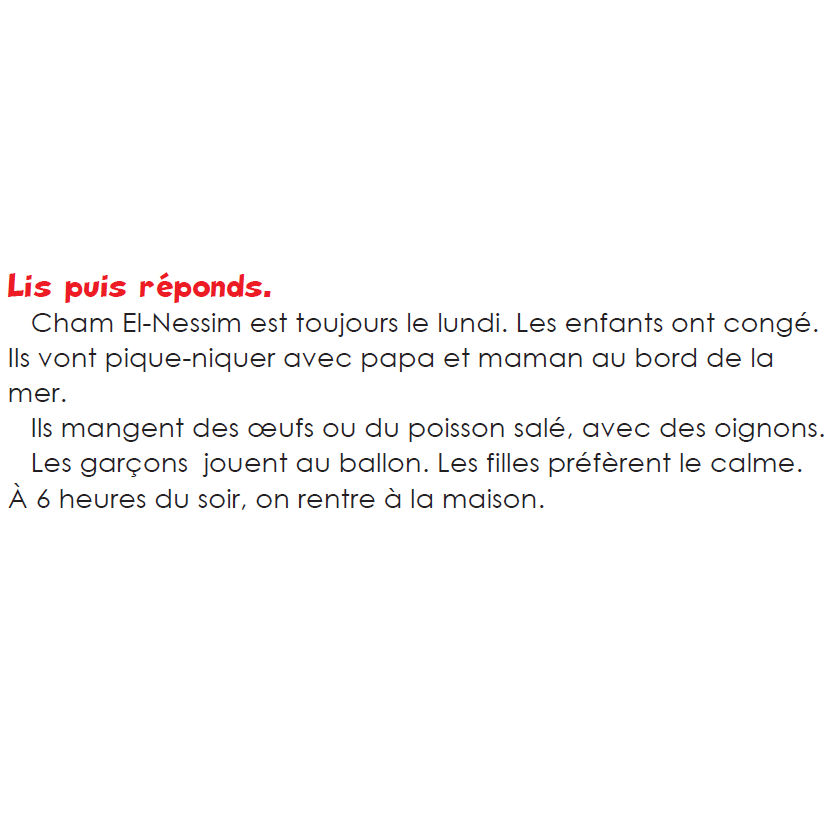 Lis puis réponds.
Cham El-Nessim est toujours le lundi. Les enfants ont congé.
Ils vont pique-niquer avec papa et maman au bord de la
mer.
Ils mangent des œufs ou du poisson salé, avec des oignons.
Les garçons  jouent au ballon. Les filles préfèrent le calme.
À 6 heures du soir, on rentre à la maison.